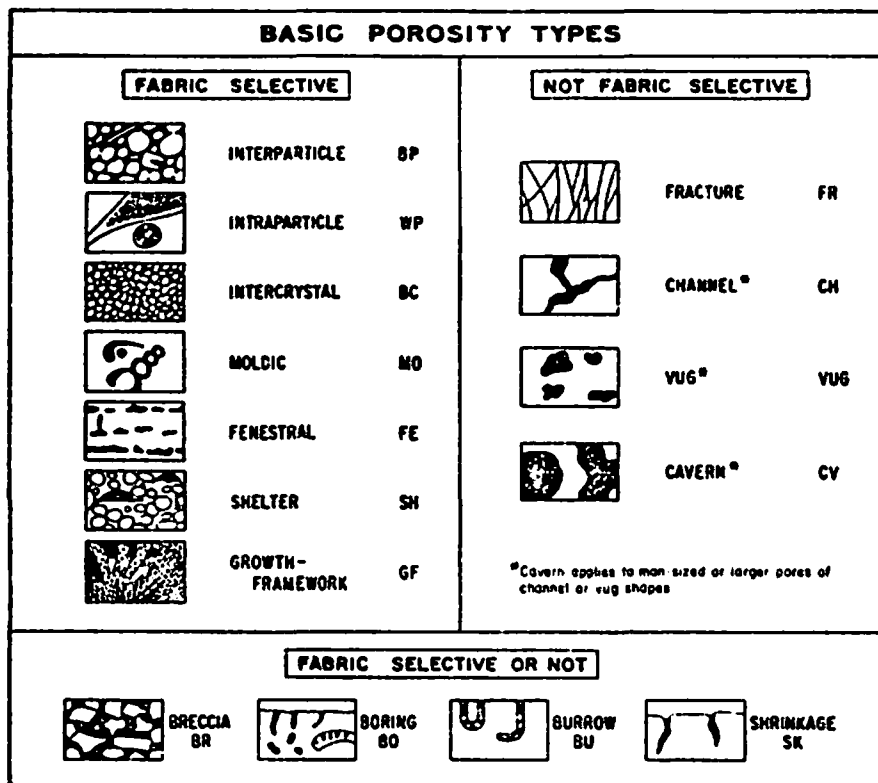 BASIC POROSITY TYPES
FABRIC SELECTIVE
INTERPARTICLE BP
INTRAPARTICLE WP
INTERCRYSTAL BC
MOLDIC MO
FENESTRAL FE
SHELTER SH
GROWTH-
FRAMEWORK GF
NOT FABRIC SELECTIVE
FRACTURE FR
CHANNEL* CH
VUG* VUG
CAVERN* CV
*Cavern applies to man-sized or larger pores of
channel or vug shapes
FABRIC SELECTIVE OR NOT
BRECCIA
BR
BORING
BO
BURROW
BU
SHRINKAGE
SK